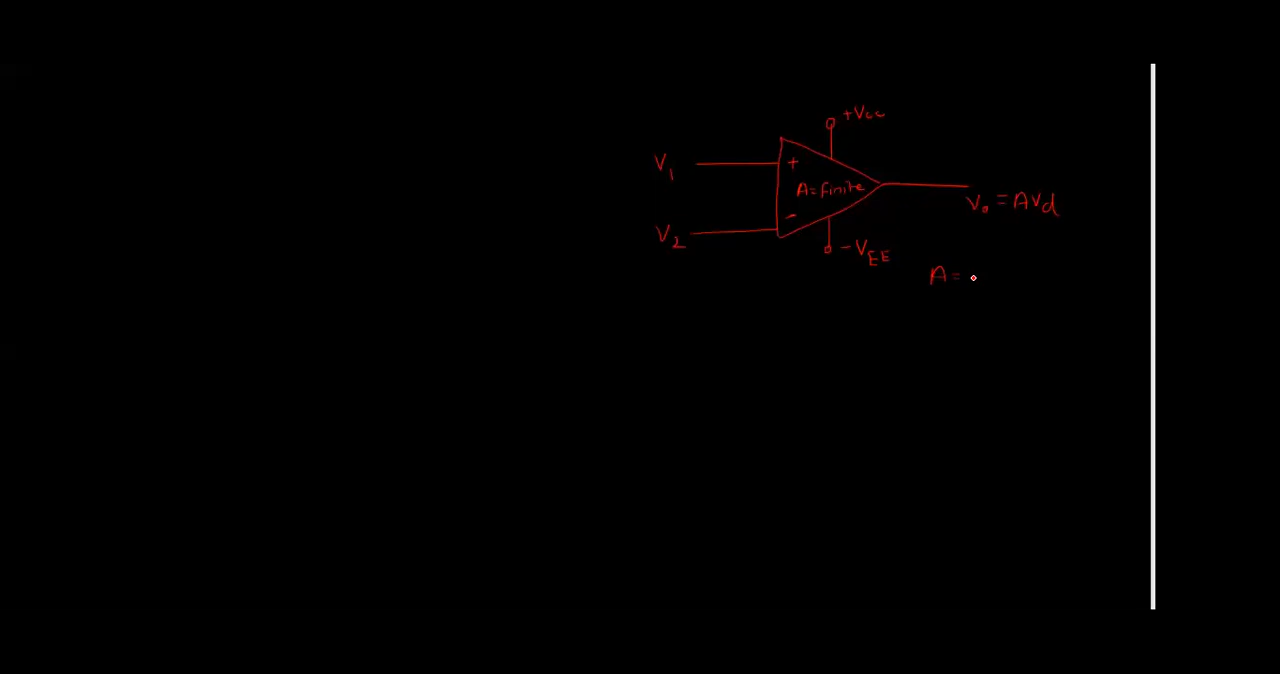 +Vcc
V1
+
A=finite
Vo = AVd
-
V2
-VEE
A=